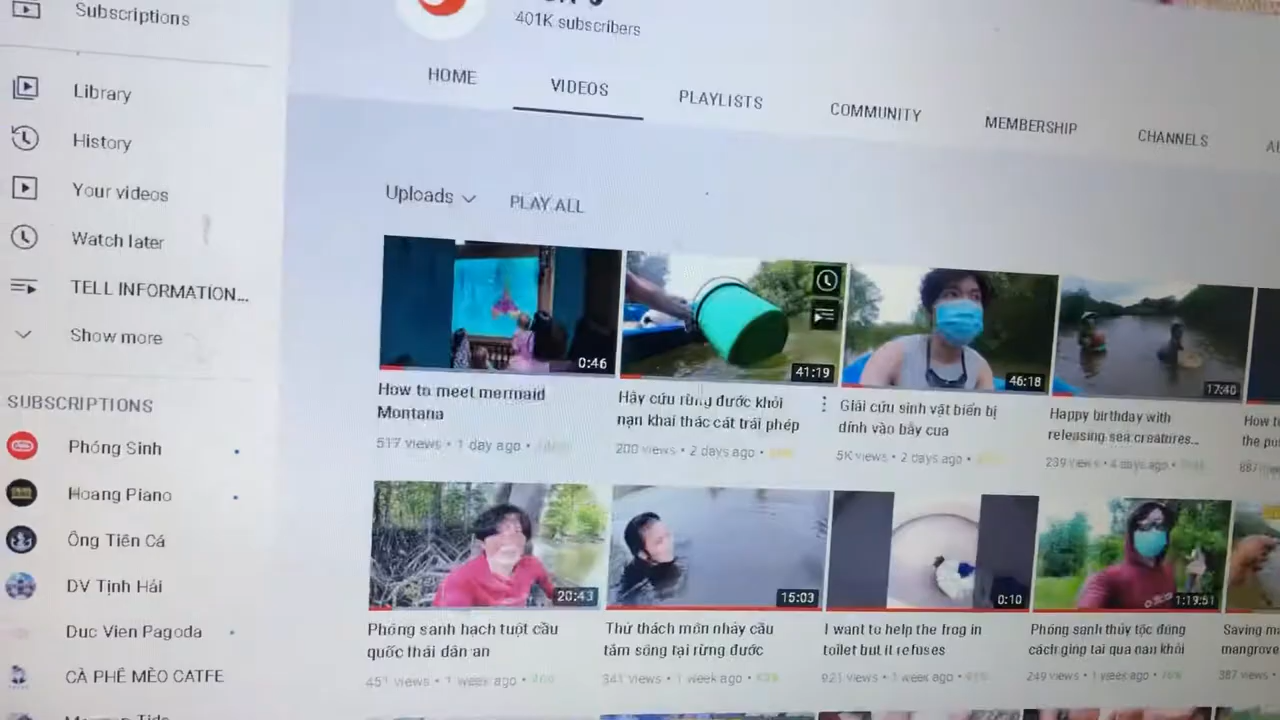 Subscriptions
401K subscribers
HOME
VIDEOS
PLAYLISTS
COMMUNITY
MEMBERSHIP
CHANNELS
Library
History
Your videos
Watch later
TELL INFORMATION...
Show more
Uploads
PLAY ALL
0:46
41:19
46:18
17:40
How to meet mermaid
Montana
517 views • 1 day ago
Hãy cứu rừng đước khỏi
nạn khai thác cát trái phép
200 views • 2 days ago
Giải cứu sinh vật biển bị
dính vào bẫy cua
5K views • 2 days ago
Happy birthday with
releasing sea creatures...
239 views • 4 days ago
How t
SUBSCRIPTIONS
Phóng Sinh
Hoang Piano
Ông Tiên Cá
DV Tịnh Hải
Duc Vien Pagoda
CÀ PHÊ MÈO CATFE
20:43
15:03
0:10
1:19:51
Phóng sanh hạch tuột cầu
quốc thái dân an
451 views • 1 week ago
Thử thách môn nhảy cầu
tắm sông tại rừng đước
341 views • 1 week ago
I want to help the frog in
toilet but it refuses
921 views • 1 week ago
Phóng sanh thủy tộc đúng
cách giúp tai qua nạn khỏi
249 views • 1 week ago
Saving
mangrove
387 views